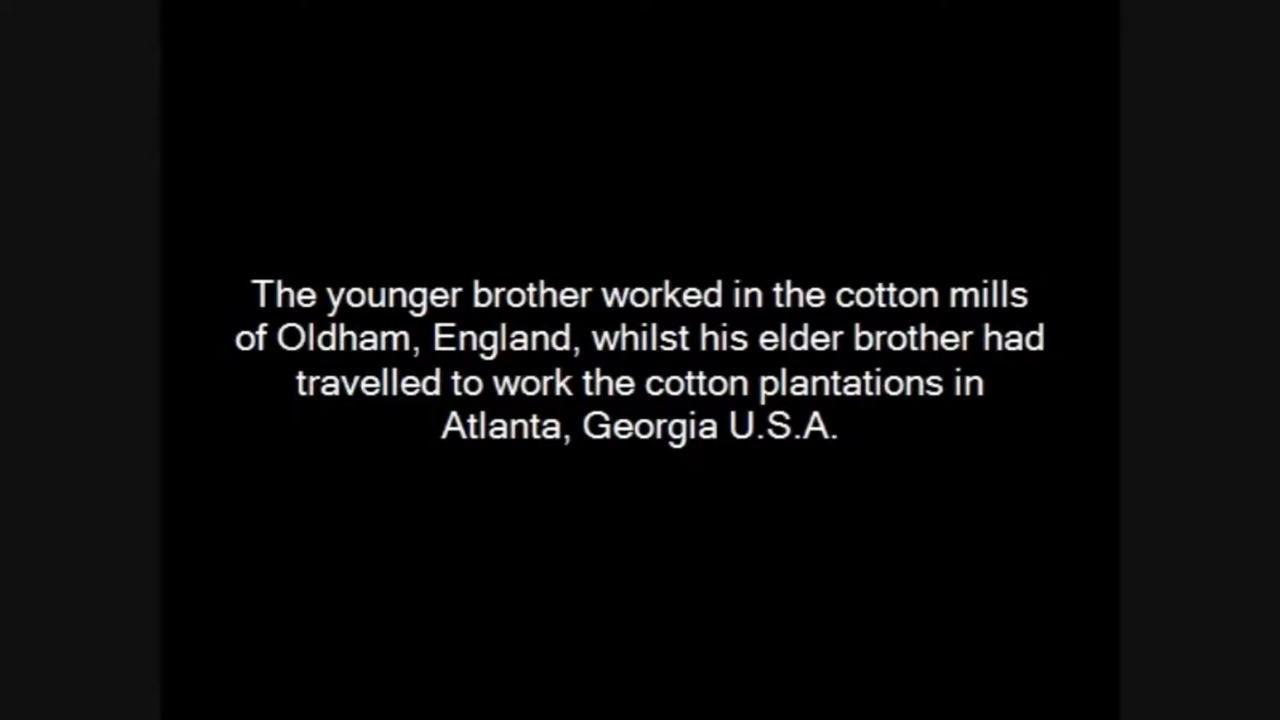 The younger brother worked in the cotton mills
of Oldham, England, whilst his elder brother had
travelled to work the cotton plantations in
Atlanta, Georgia U.S.A.